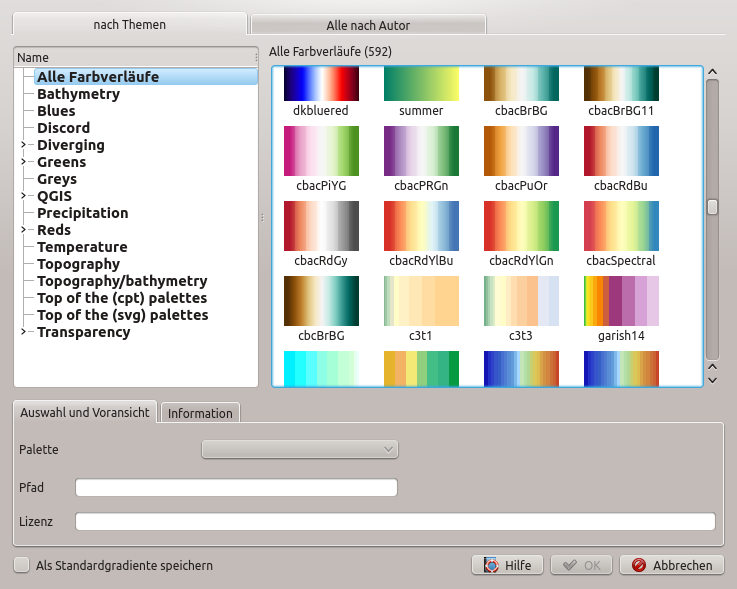 nach Themen
Alle nach Autor
Name
Alle Farbverläufe
Bathymetry
Blues
Discord
Diverging
Greens
Greys
QGIS
Precipitation
Reds
Temperature
Topography
Topography/bathymetry
Top of the (cpt) palettes
Top of the (svg) palettes
Transparency
Alle Farbverläufe (592)
dkbluered summer cbacBrBG cbacBrBG11
cbacPiYG cbacPRGn cbacPuOr cbacRdBu
cbacRdGy cbacRdYlBu cbacRdYlGn cbacSpectral
cbcBrBG c3t1 c3t3 garish14
Auswahl und Voransicht
Information
Palette
Pfad
Lizenz
Als Standardgradiente speichern
Hilfe
OK
Abbrechen